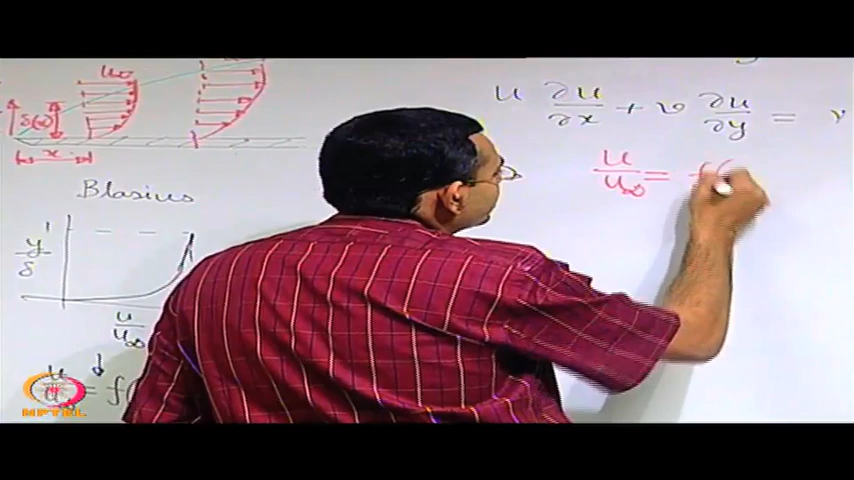 u∞
δ(x)
x
Blasius
y/δ
u/u∞
u/u∞ = f(
u ∂u/∂x + v ∂u/∂y = ν
u/u∞ = f(
NPTEL